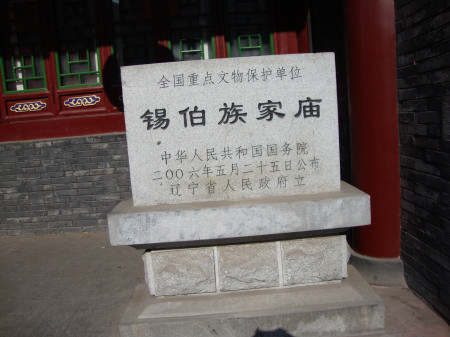 全国重点文物保护单位
锡伯族家庙
中华人民共和国国务院
二〇〇六年五月二十五日公布
辽宁省人民政府立